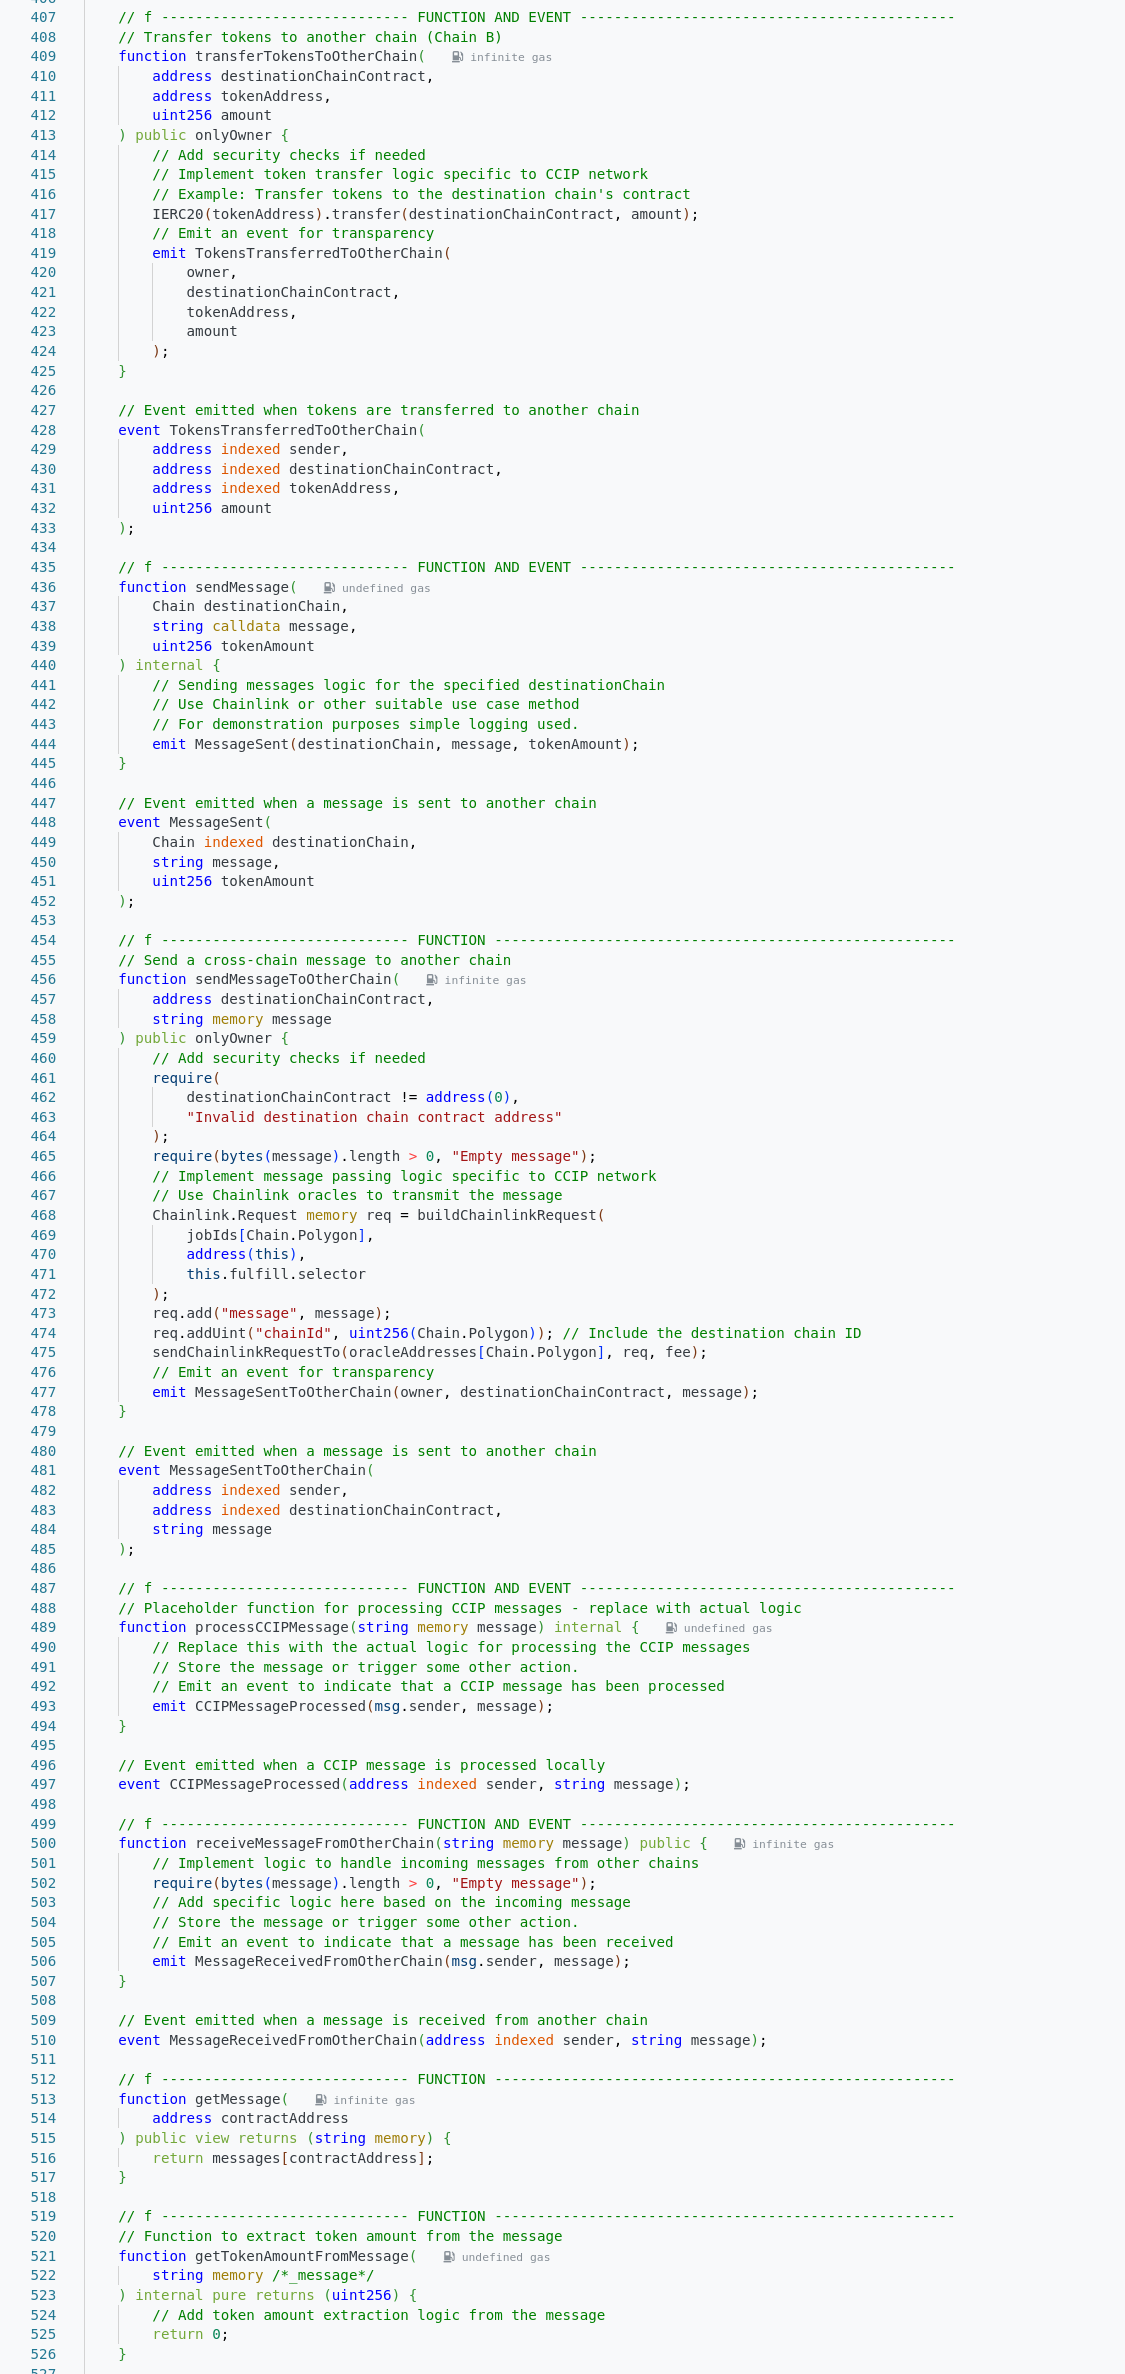 407 // f ----------------------------- FUNCTION AND EVENT --------------------------------------------
408 // Transfer tokens to another chain (Chain B)
409 function transferTokensToOtherChain( infinite gas
410 address destinationChainContract,
411 address tokenAddress,
412 uint256 amount
413 ) public onlyOwner {
414 // Add security checks if needed
415 // Implement token transfer logic specific to CCIP network
416 // Example: Transfer tokens to the destination chain's contract
417 IERC20(tokenAddress).transfer(destinationChainContract, amount);
418 // Emit an event for transparency
419 emit TokensTransferredToOtherChain(
420 owner,
421 destinationChainContract,
422 tokenAddress,
423 amount
424 );
425 }
426
427 // Event emitted when tokens are transferred to another chain
428 event TokensTransferredToOtherChain(
429 address indexed sender,
430 address indexed destinationChainContract,
431 address indexed tokenAddress,
432 uint256 amount
433 );
434
435 // f ----------------------------- FUNCTION AND EVENT --------------------------------------------
436 function sendMessage( undefined gas
437 Chain destinationChain,
438 string calldata message,
439 uint256 tokenAmount
440 ) internal {
441 // Sending messages logic for the specified destinationChain
442 // Use Chainlink or other suitable use case method
443 // For demonstration purposes simple logging used.
444 emit MessageSent(destinationChain, message, tokenAmount);
445 }
446
447 // Event emitted when a message is sent to another chain
448 event MessageSent(
449 Chain indexed destinationChain,
450 string message,
451 uint256 tokenAmount
452 );
453
454 // f ----------------------------- FUNCTION ------------------------------------------------------
455 // Send a cross-chain message to another chain
456 function sendMessageToOtherChain( infinite gas
457 address destinationChainContract,
458 string memory message
459 ) public onlyOwner {
460 // Add security checks if needed
461 require(
462 destinationChainContract != address(0),
463 "Invalid destination chain contract address"
464 );
465 require(bytes(message).length > 0, "Empty message");
466 // Implement message passing logic specific to CCIP network
467 // Use Chainlink oracles to transmit the message
468 Chainlink.Request memory req = buildChainlinkRequest(
469 jobIds[Chain.Polygon],
470 address(this),
471 this.fulfill.selector
472 );
473 req.add("message", message);
474 req.addUint("chainId", uint256(Chain.Polygon)); // Include the destination chain ID
475 sendChainlinkRequestTo(oracleAddresses[Chain.Polygon], req, fee);
476 // Emit an event for transparency
477 emit MessageSentToOtherChain(owner, destinationChainContract, message);
478 }
479
480 // Event emitted when a message is sent to another chain
481 event MessageSentToOtherChain(
482 address indexed sender,
483 address indexed destinationChainContract,
484 string message
485 );
486
487 // f ----------------------------- FUNCTION AND EVENT --------------------------------------------
488 // Placeholder function for processing CCIP messages - replace with actual logic
489 function processCCIPMessage(string memory message) internal { undefined gas
490 // Replace this with the actual logic for processing the CCIP messages
491 // Store the message or trigger some other action.
492 // Emit an event to indicate that a CCIP message has been processed
493 emit CCIPMessageProcessed(msg.sender, message);
494 }
495
496 // Event emitted when a CCIP message is processed locally
497 event CCIPMessageProcessed(address indexed sender, string message);
498
499 // f ----------------------------- FUNCTION AND EVENT --------------------------------------------
500 function receiveMessageFromOtherChain(string memory message) public { infinite gas
501 // Implement logic to handle incoming messages from other chains
502 require(bytes(message).length > 0, "Empty message");
503 // Add specific logic here based on the incoming message
504 // Store the message or trigger some other action.
505 // Emit an event to indicate that a message has been received
506 emit MessageReceivedFromOtherChain(msg.sender, message);
507 }
508
509 // Event emitted when a message is received from another chain
510 event MessageReceivedFromOtherChain(address indexed sender, string message);
511
512 // f ----------------------------- FUNCTION ------------------------------------------------------
513 function getMessage( infinite gas
514 address contractAddress
515 ) public view returns (string memory) {
516 return messages[contractAddress];
517 }
518
519 // f ----------------------------- FUNCTION ------------------------------------------------------
520 // Function to extract token amount from the message
521 function getTokenAmountFromMessage( undefined gas
522 string memory /*_message*/
523 ) internal pure returns (uint256) {
524 // Add token amount extraction logic from the message
525 return 0;
526 }